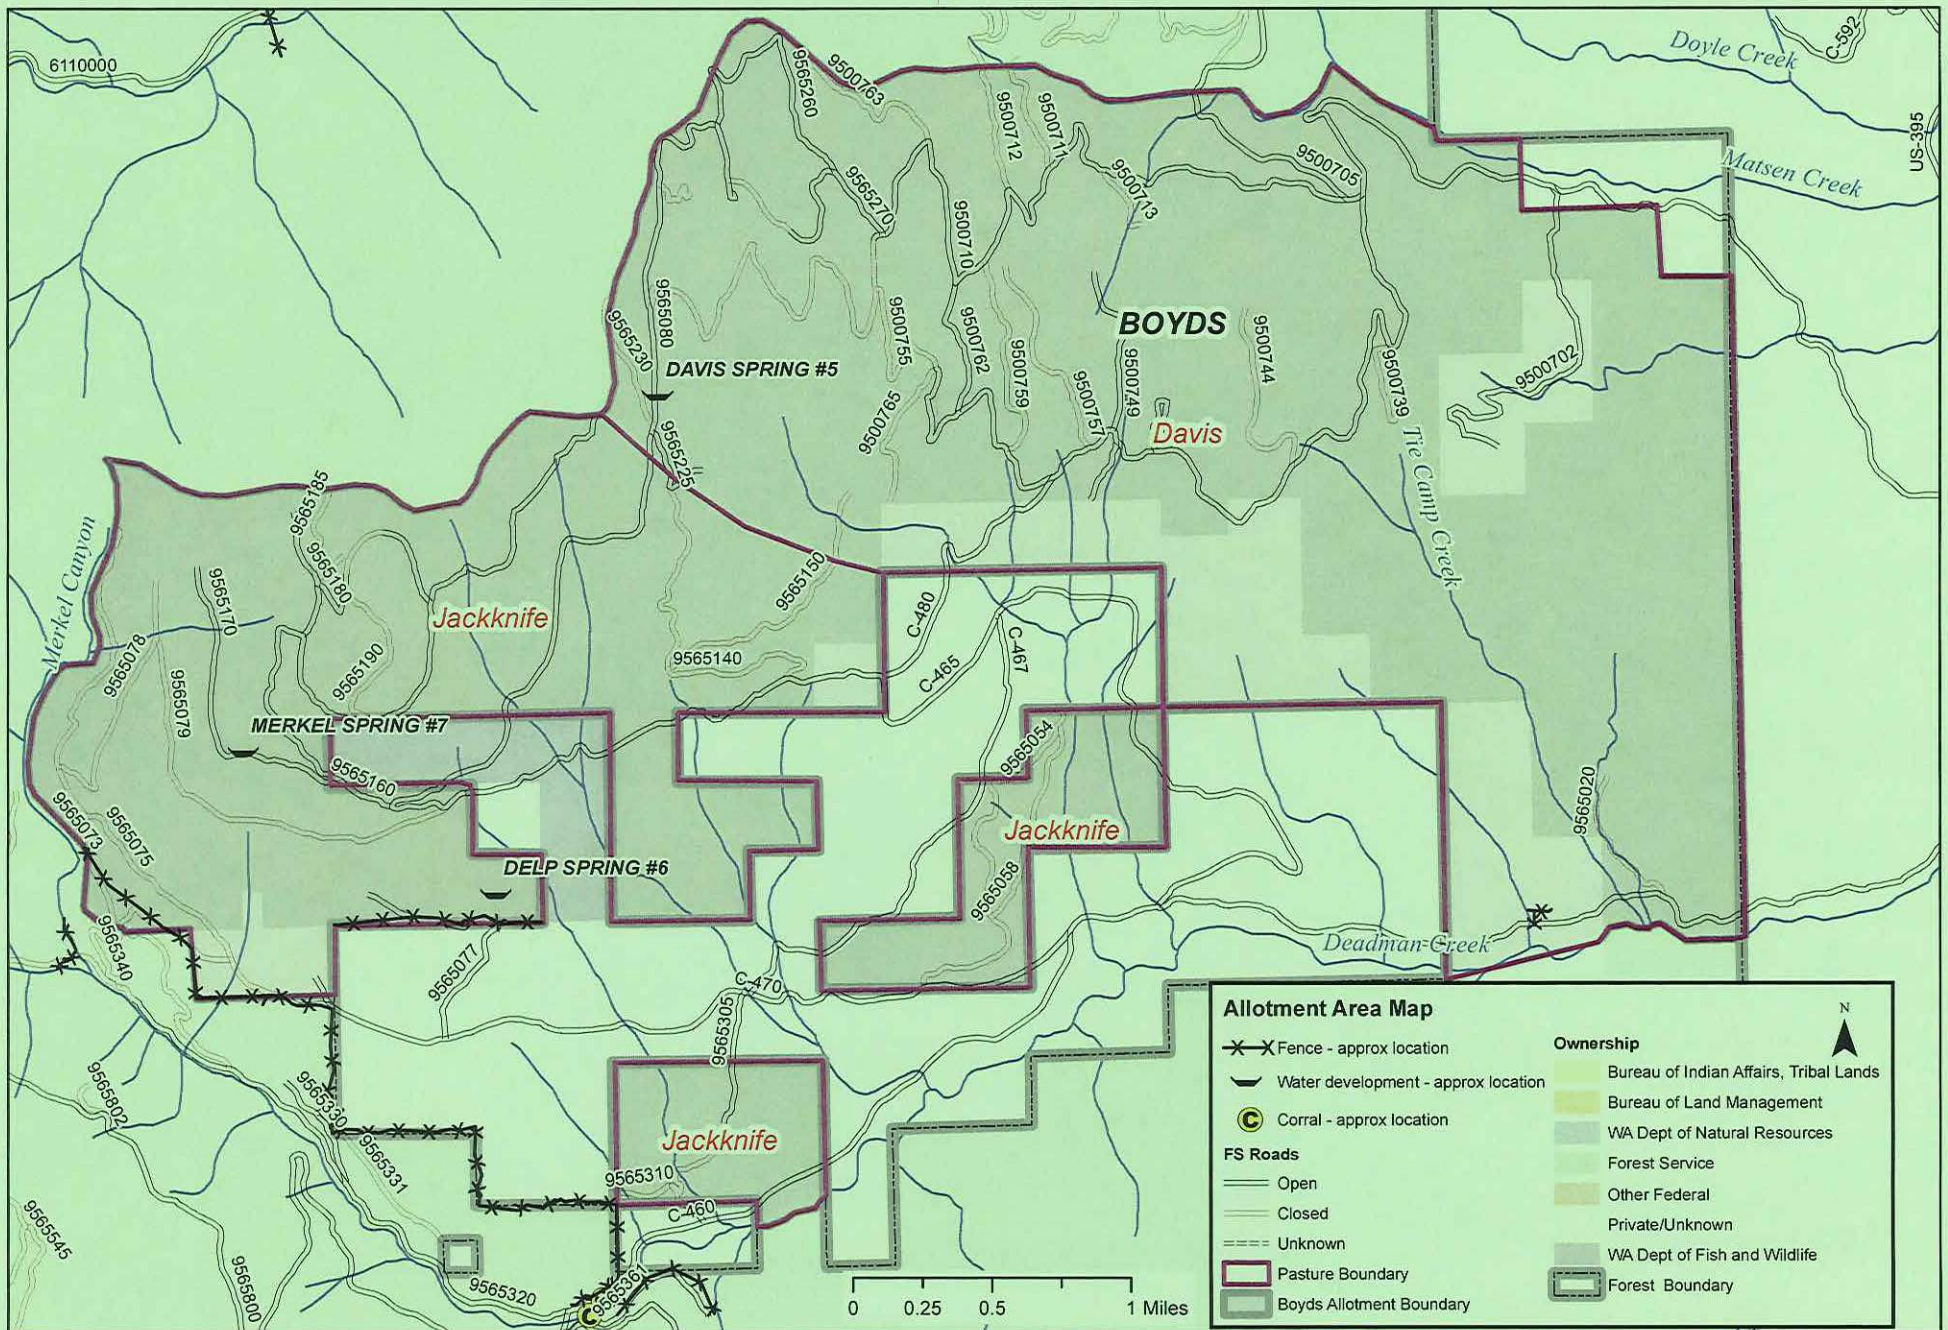 6110000
Doyle Creek
C-592
US-395
9565260
9500763
9500712
9500711
Matsen Creek
9500705
9565270
9500713
9500710
9565080
9565230
9500755
9500762
9500759
BOYDS
9500744
9500702
DAVIS SPRING #5
9500749
9500739
9500757
9500765
Davis
Tie Camp Creek
9565225
9565185
Merkel Canyon
9565180
9565170
9565150
Jackknife
C-480
C-467
9565078
9565190
9565140
C-465
9565079
MERKEL SPRING #7
9565054
9565160
9565073
9565075
Jackknife
9565020
DELP SPRING #6
9565058
9565340
9565077
Deadman Creek
C-470
9565305
9565802
9565330
9565331
Jackknife
9565310
C-460
9565545
9565800
9565320
9565361
C
0 0.25 0.5 1 Miles
Allotment Area Map
N
Fence - approx location
Water development - approx location
C Corral - approx location
FS Roads
Open
Closed
Unknown
Pasture Boundary
Boyds Allotment Boundary
Ownership
Bureau of Indian Affairs, Tribal Lands
Bureau of Land Management
WA Dept of Natural Resources
Forest Service
Other Federal
Private/Unknown
WA Dept of Fish and Wildlife
Forest Boundary